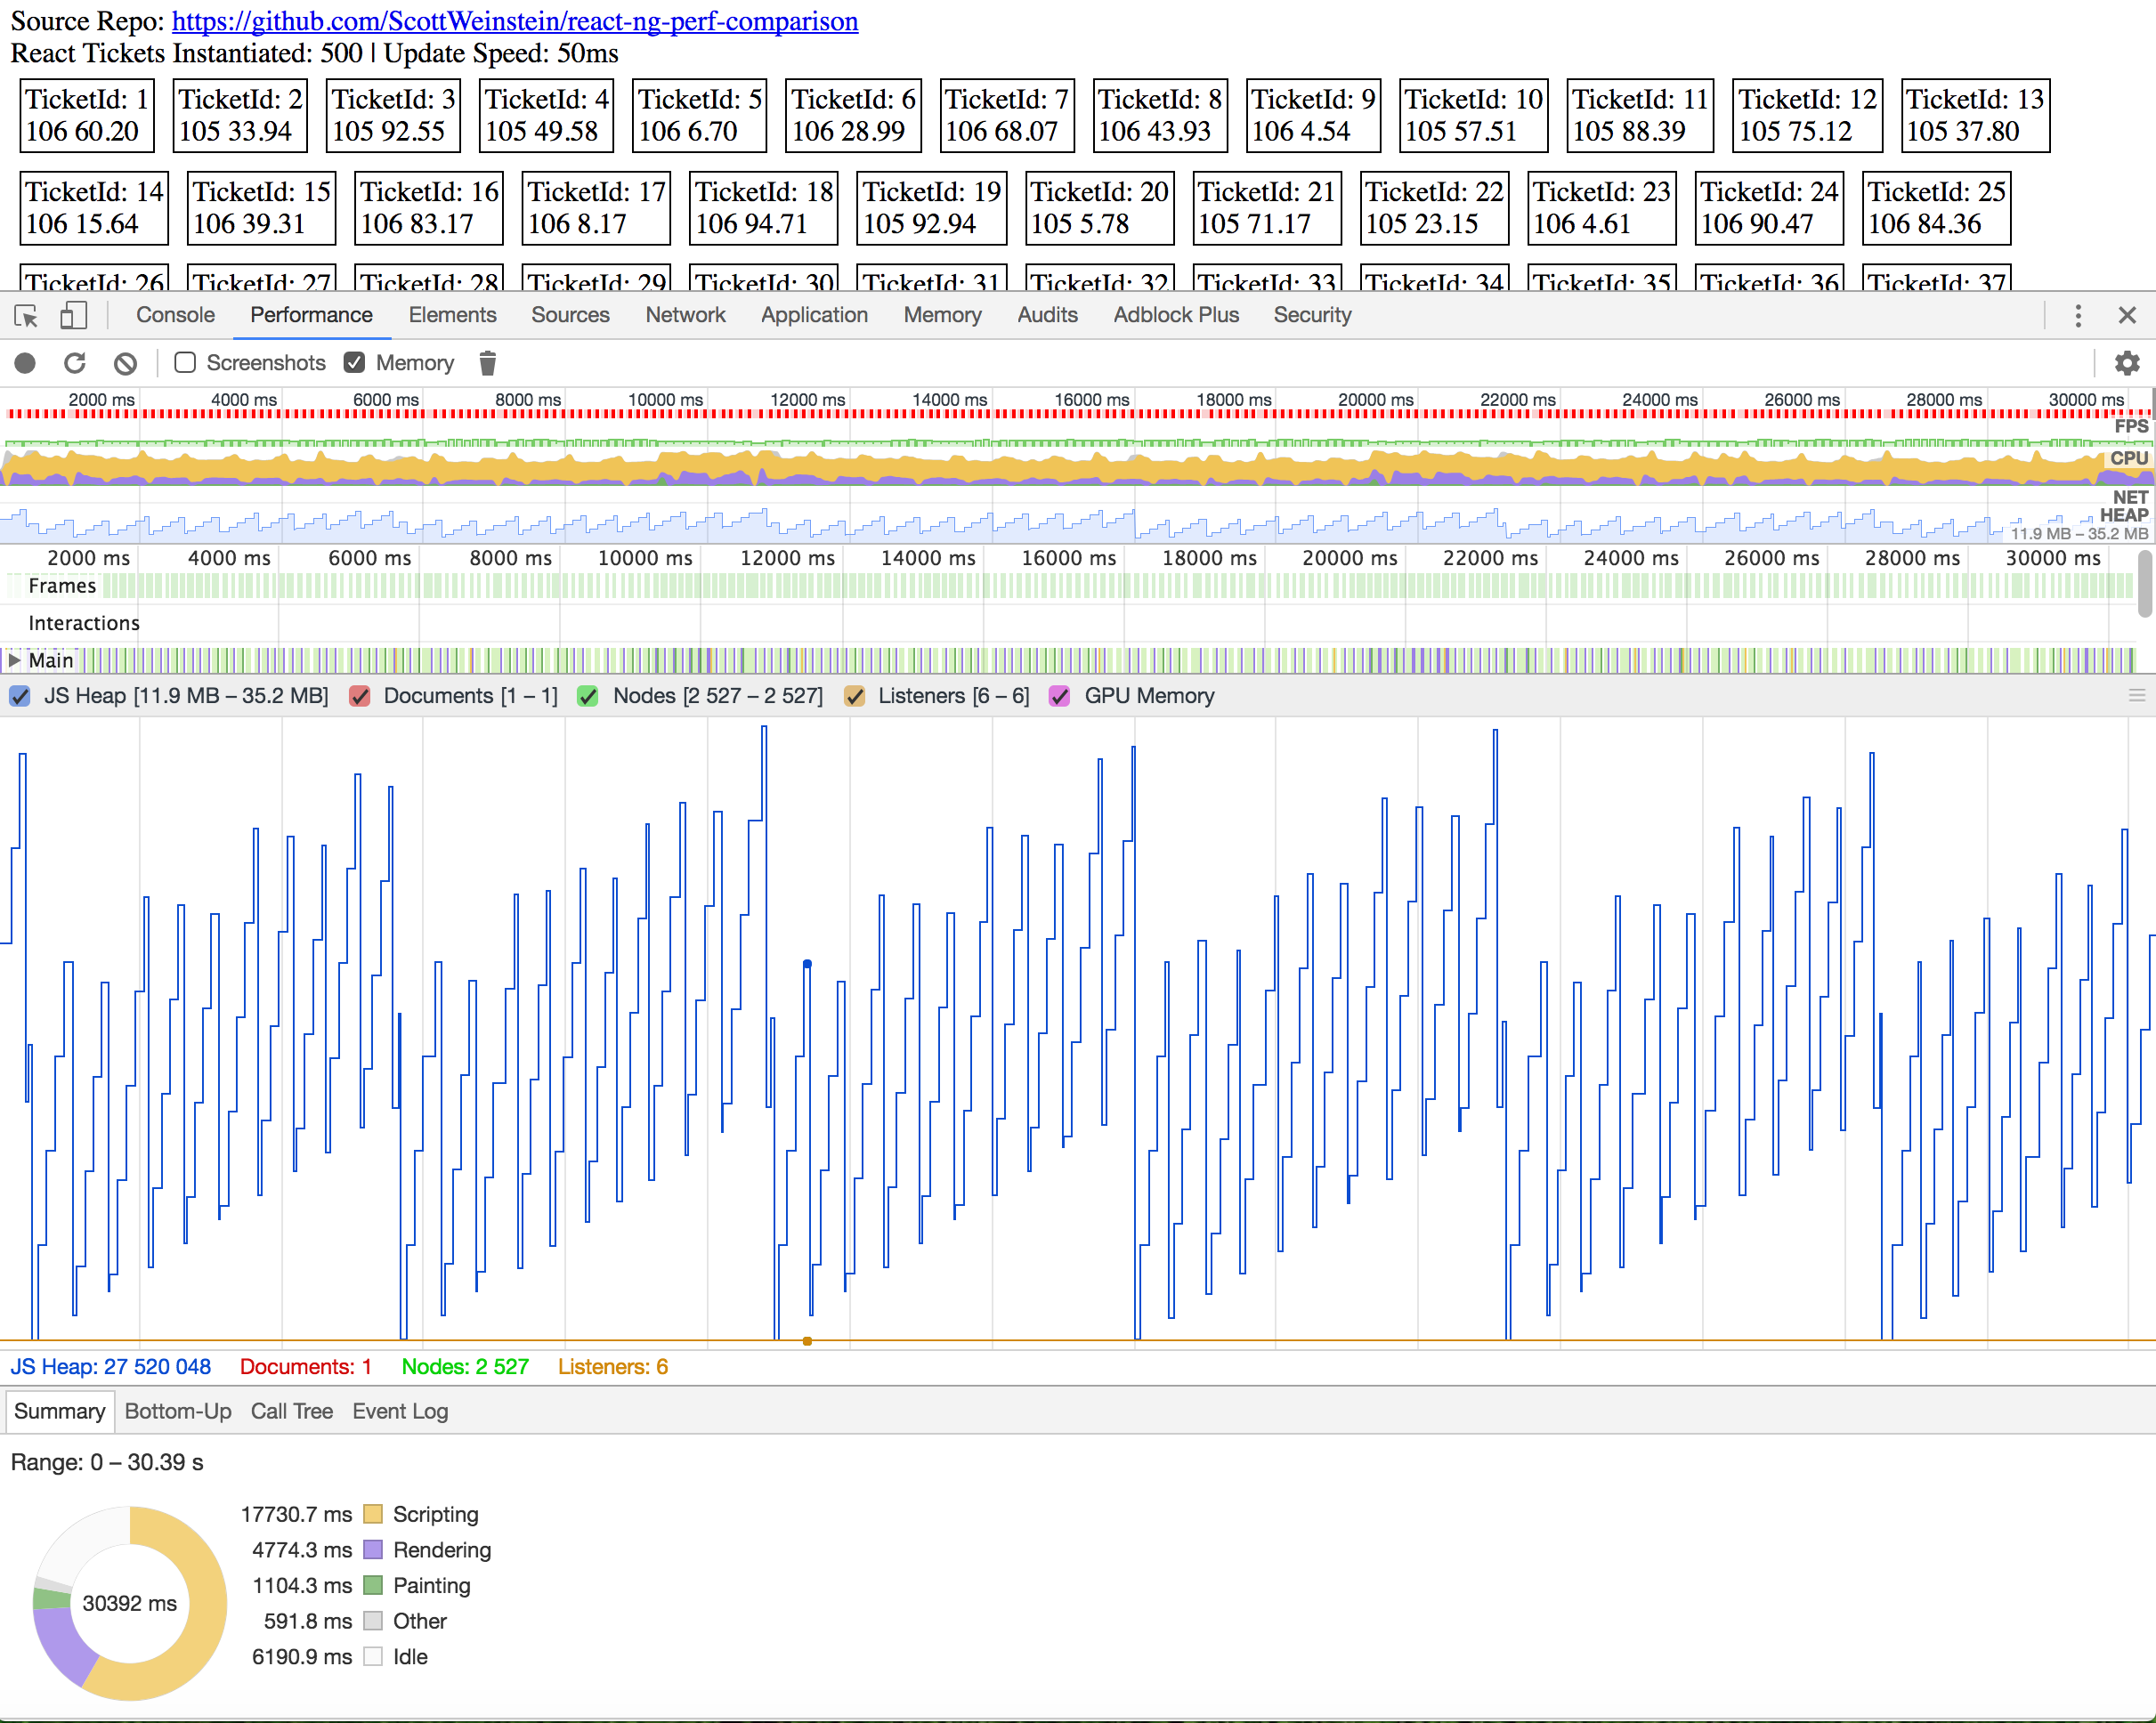 Source Repo: https://github.com/ScottWeinstein/react-ng-perf-comparison
React Tickets Instantiated: 500 | Update Speed: 50ms
TicketId: 1 TicketId: 2 TicketId: 3 TicketId: 4 TicketId: 5 TicketId: 6 TicketId: 7 TicketId: 8 TicketId: 9 TicketId: 10 TicketId: 11 TicketId: 12 TicketId: 13
106 60.20 105 33.94 105 92.55 105 49.58 106 6.70 106 28.99 106 68.07 106 43.93 106 4.54 105 57.51 105 88.39 105 75.12 105 37.80
TicketId: 14 TicketId: 15 TicketId: 16 TicketId: 17 TicketId: 18 TicketId: 19 TicketId: 20 TicketId: 21 TicketId: 22 TicketId: 23 TicketId: 24 TicketId: 25
106 15.64 106 39.31 106 83.17 106 8.17 106 94.71 105 92.94 105 5.78 105 71.17 105 23.15 106 4.61 106 90.47 106 84.36
TicketId: 26 TicketId: 27 TicketId: 28 TicketId: 29 TicketId: 30 TicketId: 31 TicketId: 32 TicketId: 33 TicketId: 34 TicketId: 35 TicketId: 36 TicketId: 37
Console Performance Elements Sources Network Application Memory Audits Adblock Plus Security
Screenshots Memory
2000 ms 4000 ms 6000 ms 8000 ms 10000 ms 12000 ms 14000 ms 16000 ms 18000 ms 20000 ms 22000 ms 24000 ms 26000 ms 28000 ms 30000 ms
FPS
CPU
NET
HEAP
11.9 MB – 35.2 MB
2000 ms 4000 ms 6000 ms 8000 ms 10000 ms 12000 ms 14000 ms 16000 ms 18000 ms 20000 ms 22000 ms 24000 ms 26000 ms 28000 ms 30000 ms
Frames
Interactions
Main
JS Heap [11.9 MB – 35.2 MB] Documents [1 – 1] Nodes [2 527 – 2 527] Listeners [6 – 6] GPU Memory
JS Heap: 27 520 048 Documents: 1 Nodes: 2 527 Listeners: 6
Summary Bottom-Up Call Tree Event Log
Range: 0 – 30.39 s
17730.7 ms Scripting
4774.3 ms Rendering
1104.3 ms Painting
30392 ms
591.8 ms Other
6190.9 ms Idle